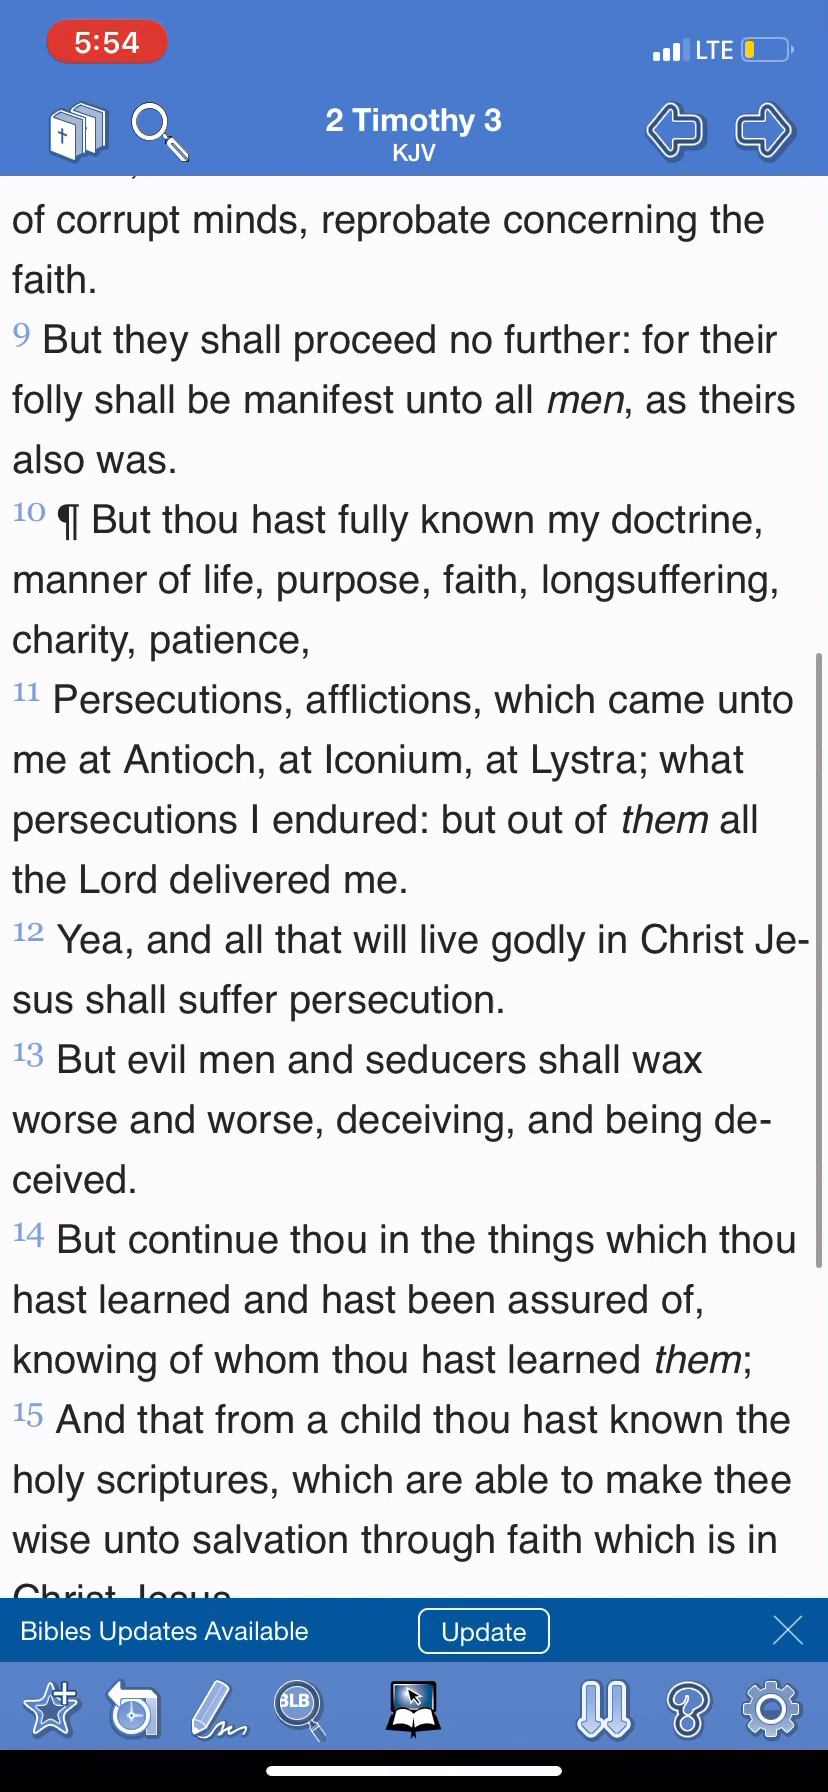 5:54
LTE
2 Timothy 3
KJV
of corrupt minds, reprobate concerning the
faith.
9 But they shall proceed no further: for their
folly shall be manifest unto all men, as theirs
also was.
10 ¶ But thou hast fully known my doctrine,
manner of life, purpose, faith, longsuffering,
charity, patience,
11 Persecutions, afflictions, which came unto
me at Antioch, at Iconium, at Lystra; what
persecutions I endured: but out of them all
the Lord delivered me.
12 Yea, and all that will live godly in Christ Je-
sus shall suffer persecution.
13 But evil men and seducers shall wax
worse and worse, deceiving, and being de-
ceived.
14 But continue thou in the things which thou
hast learned and hast been assured of,
knowing of whom thou hast learned them;
15 And that from a child thou hast known the
holy scriptures, which are able to make thee
wise unto salvation through faith which is in
Christ Jesus
Bibles Updates Available
Update
BLB